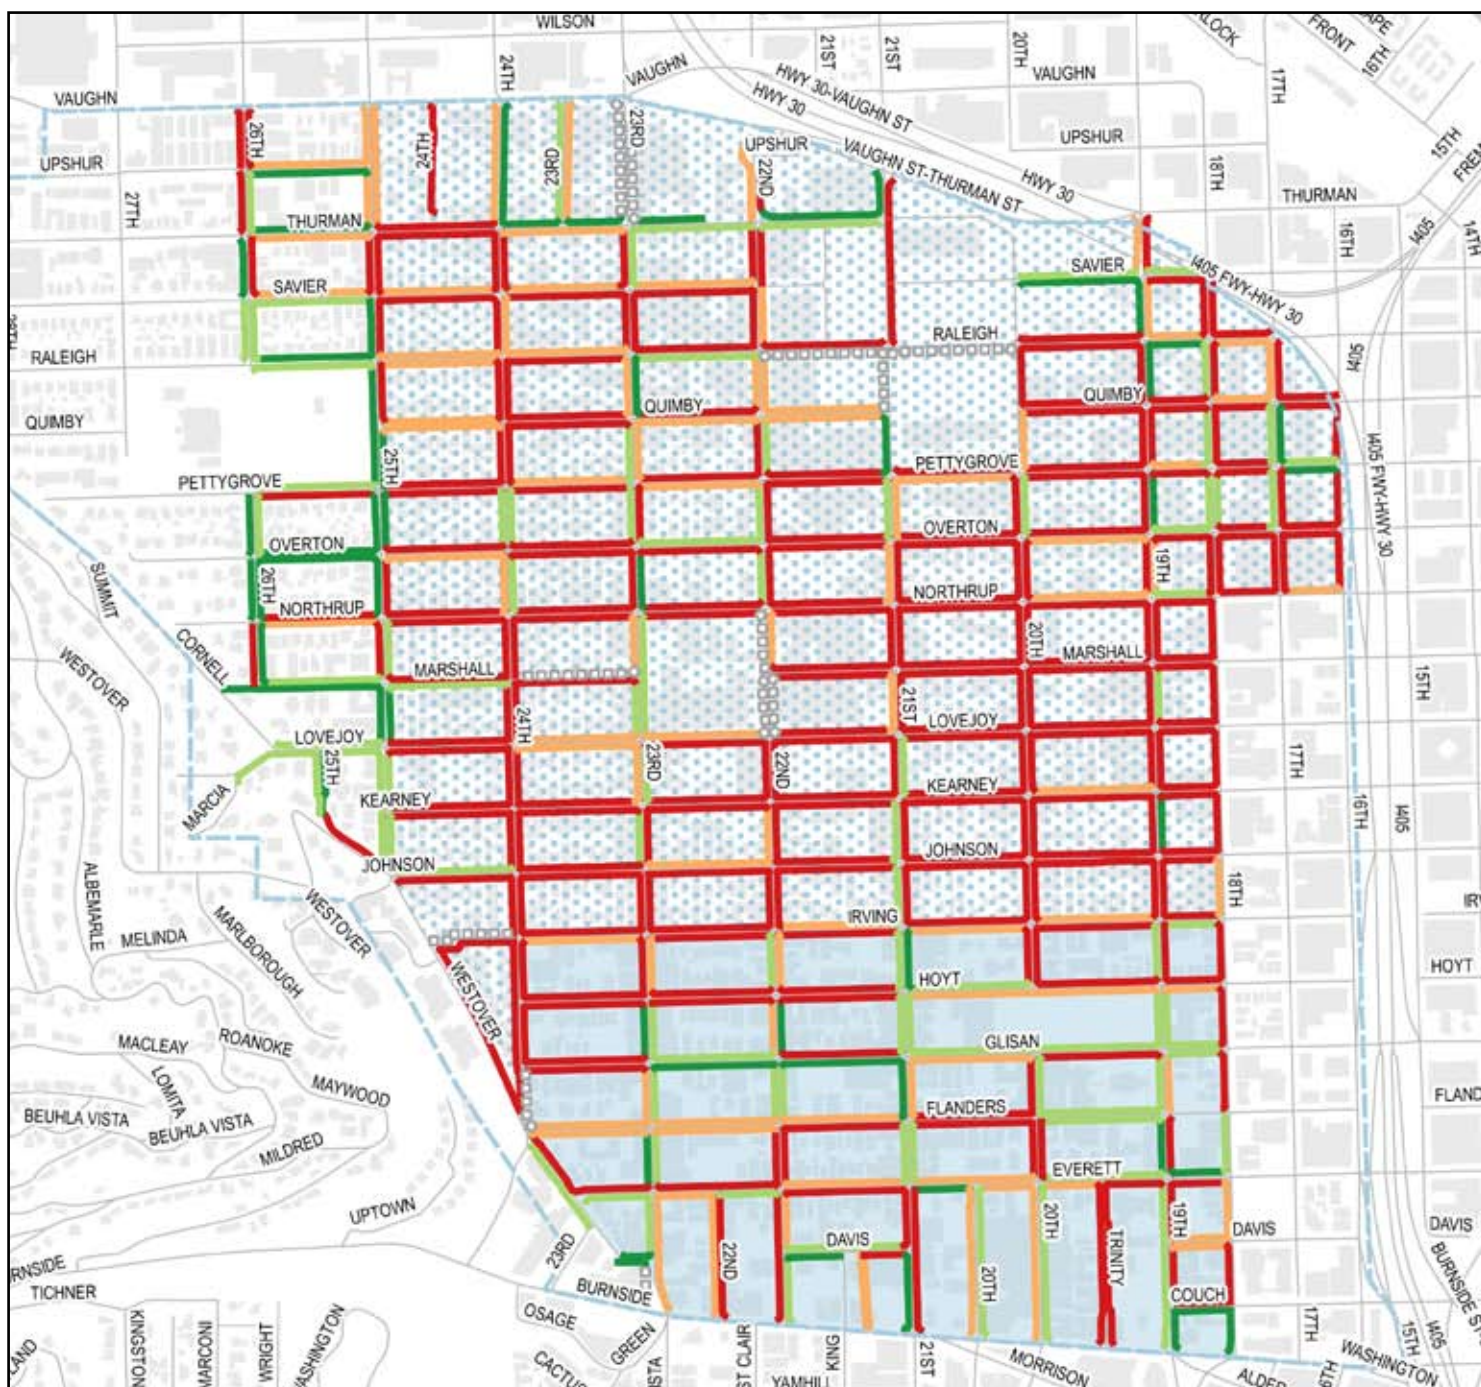 WILSON
FRONT
16TH
24TH
21ST
21ST
20TH
VAUGHN
HWY 30-VAUGHN ST
VAUGHN
17TH
HWY 30
VAUGHN
26TH
24TH
23RD
23RD
UPSHUR
UPSHUR
15TH
UPSHUR
22ND
VAUGHN ST-THURMAN ST
HWY 30
18TH
27TH
THURMAN
THURMAN
16TH
I405
14TH
SAVIER
SAVIER
I405 FWY-HWY 30
RALEIGH
RALEIGH
I405
QUIMBY
QUIMBY
QUIMBY
25TH
PETTYGROVE
PETTYGROVE
I405 FWY-HWY 30
OVERTON
OVERTON
SUMMIT
26TH
NORTHRUP
NORTHRUP
19TH
CORNELL
MARSHALL
20TH
MARSHALL
WESTOVER
15TH
24TH
21ST
LOVEJOY
LOVEJOY
25TH
23RD
22ND
17TH
MARCIA
KEARNEY
KEARNEY
16TH
I405
JOHNSON
JOHNSON
ALBEMARLE
WESTOVER
18TH
MARLBOROUGH
IRVING
MELINDA
HOYT
HOYT
WESTOVER
MACLEAY
ROANOKE
GLISAN
LOMITA
MAYWOOD
BEUHLA VISTA
BEUHLA VISTA
FLANDERS
MILDRED
EVERETT
UPTOWN
23RD
22ND
DAVIS
20TH
20TH
TRINITY
19TH
DAVIS
DAVIS
BURNSIDE
TICHNER
BURNSIDE
COUCH
KINGSTON
MARCONI
WRIGHT
OSAGE
GREEN
ST CLAIR
KING
21ST
MORRISON
17TH
15TH
I405
WASHINGTON
YAMHILL